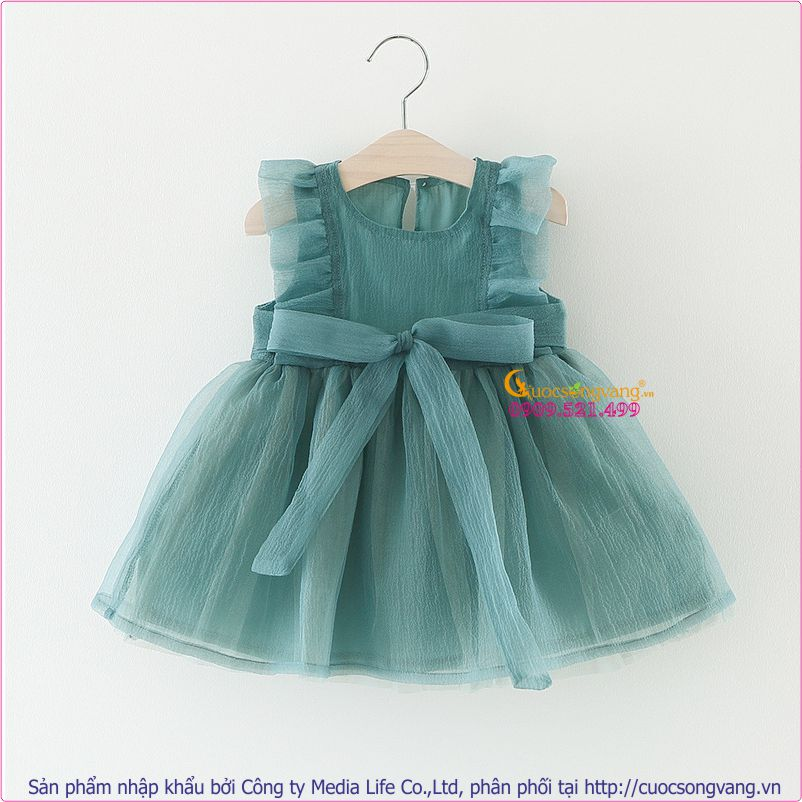 Cuocsongvang.vn®
0909.521.499
Sản phẩm nhập khẩu bởi Công ty Media Life Co.,Ltd, phân phối tại http://cuocsongvang.vn